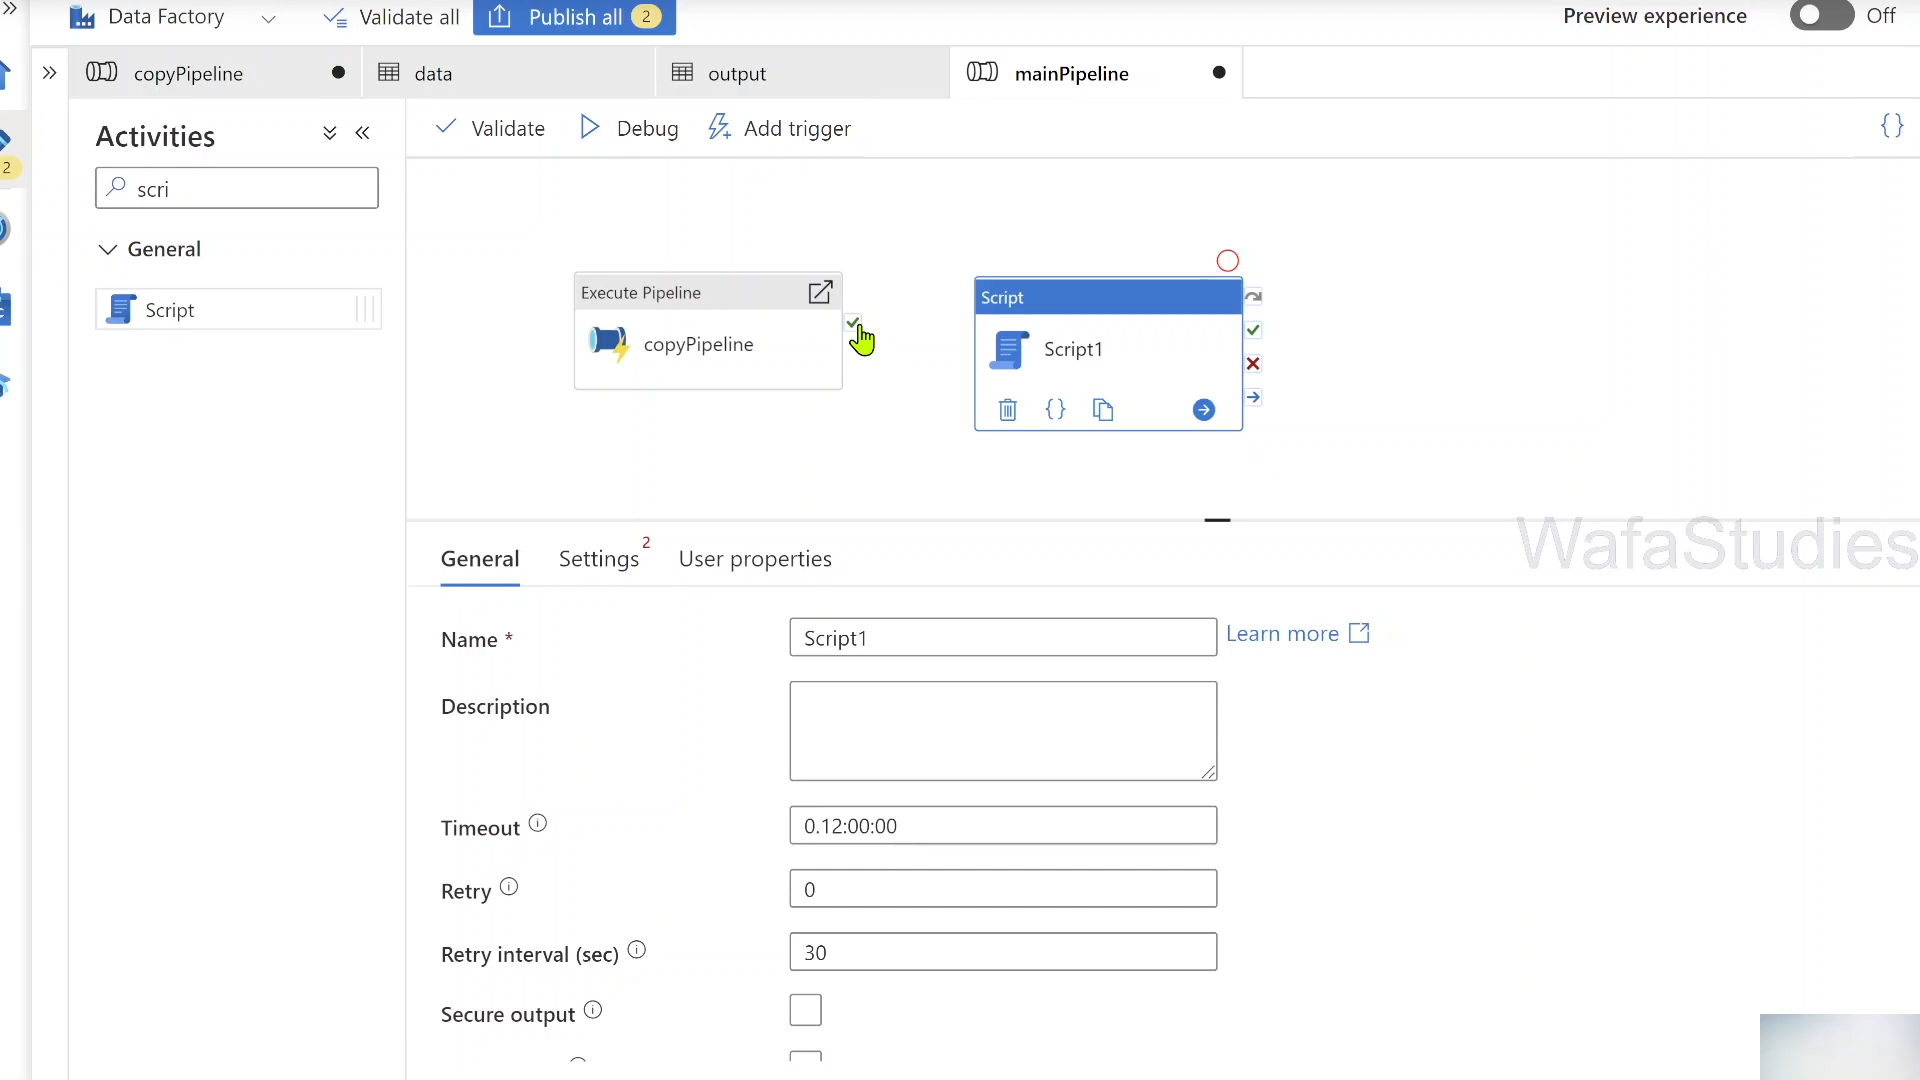 Data Factory
Validate all
Publish all 2
Preview experience
Off
copyPipeline
data
output
mainPipeline
Activities
Validate
Debug
Add trigger
{}
2
scri
General
Script
Execute Pipeline
copyPipeline
Script
Script1
{}
General
Settings 2
User properties
WafaStudies
Name *
Script1
Learn more
Description
Timeout
0.12:00:00
Retry
0
Retry interval (sec)
30
Secure output